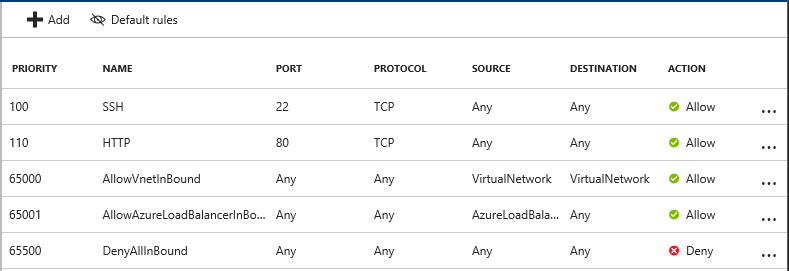 Add Default rules
PRIORITY NAME PORT PROTOCOL SOURCE DESTINATION ACTION
100 SSH 22 TCP Any Any Allow ...
110 HTTP 80 TCP Any Any Allow ...
65000 AllowVnetInBound Any Any VirtualNetwork VirtualNetwork Allow ...
65001 AllowAzureLoadBalancerInBo... Any Any AzureLoadBala... Any Allow ...
65500 DenyAllInBound Any Any Any Any Deny ...